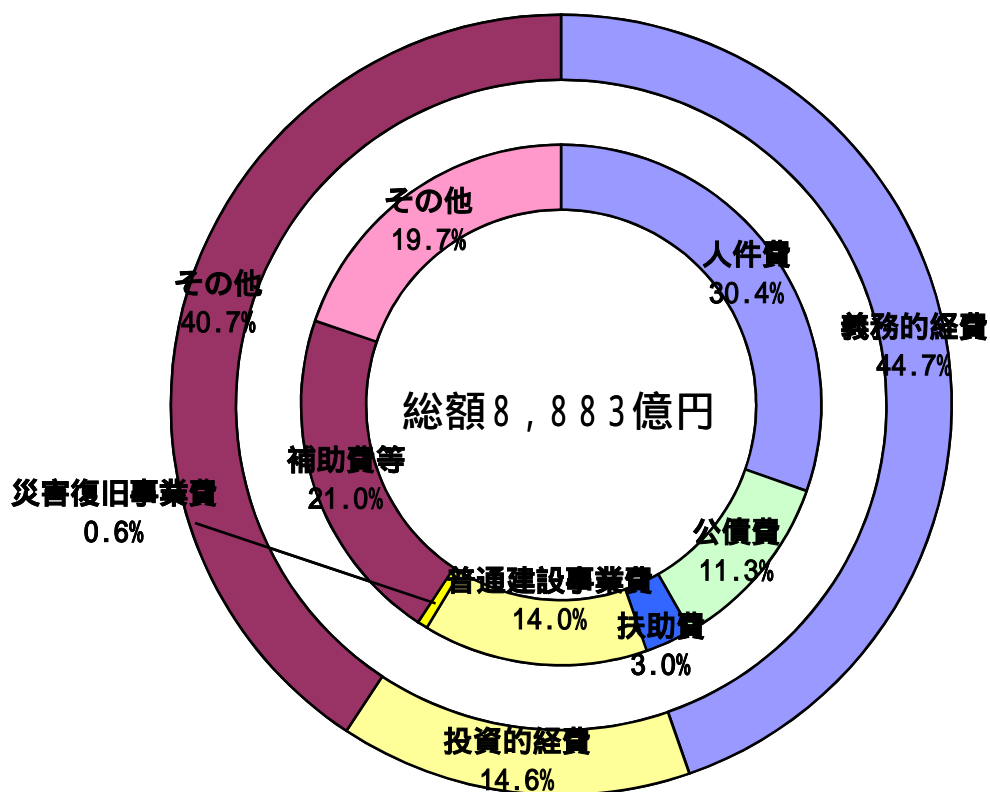 その他
19.7%
人件費
30.4%
その他
40.7%
義務的経費
44.7%
総額8,883億円
補助費等
21.0%
災害復旧事業費
0.6%
公債費
11.3%
普通建設事業費
14.0%
扶助費
3.0%
投資的経費
14.6%